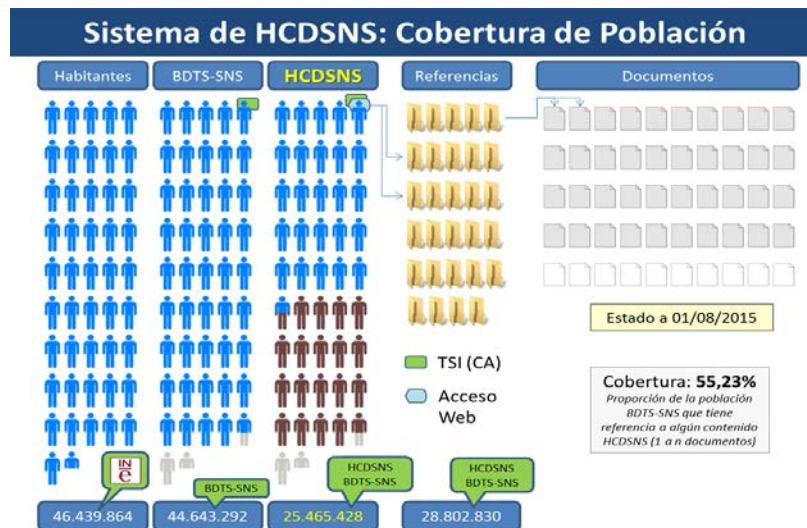 Sistema de HCDSNS: Cobertura de Población
Habitantes
BDTS-SNS
HCDSNS
Referencias
Documentos
Estado a 01/08/2015
TSI (CA)
Acceso
Web
Cobertura: 55,23%
Proporción de la población
BDTS-SNS que tiene
referencia a algún contenido
HCDSNS (1 a n documentos)
INe
BDTS-SNS
HCDSNS
BDTS-SNS
HCDSNS
BDTS-SNS
46.439.864
44.643.292
25.465.428
28.802.830